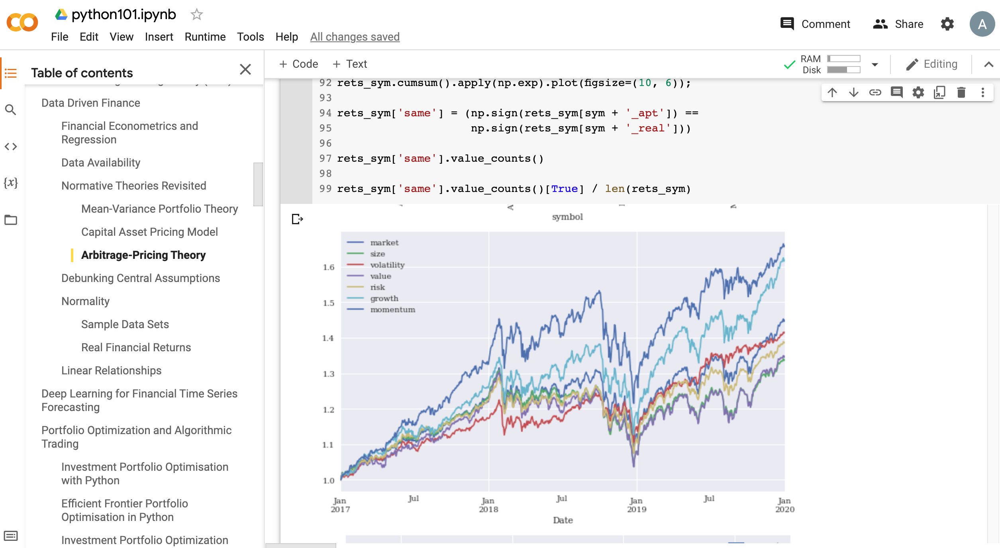 python101.ipynb
File Edit View Insert Runtime Tools Help All changes saved
Comment
Share
A
Table of contents
Data Driven Finance
Financial Econometrics and
Regression
Data Availability
Normative Theories Revisited
Mean-Variance Portfolio Theory
Capital Asset Pricing Model
Arbitrage-Pricing Theory
Debunking Central Assumptions
Normality
Sample Data Sets
Real Financial Returns
Linear Relationships
Deep Learning for Financial Time Series
Forecasting
Portfolio Optimization and Algorithmic
Trading
Investment Portfolio Optimisation
with Python
Efficient Frontier Portfolio
Optimisation in Python
Investment Portfolio Optimization
{x}
+ Code + Text
RAM
Disk
Editing
92 rets_sym.cumsum().apply(np.exp).plot(figsize=(10, 6));
93
94 rets_sym['same'] = (np.sign(rets_sym[sym + '_apt']) ==
95 np.sign(rets_sym[sym + '_real']))
96
97 rets_sym['same'].value_counts()
98
99 rets_sym['same'].value_counts()[True] / len(rets_sym)
symbol
market
size
volatility
value
risk
growth
momentum
1.6
1.5
1.4
1.3
1.2
1.1
1.0
Jan Jul Jan Jul Jan Jul Jan
2017 2018 2019 2020
Date